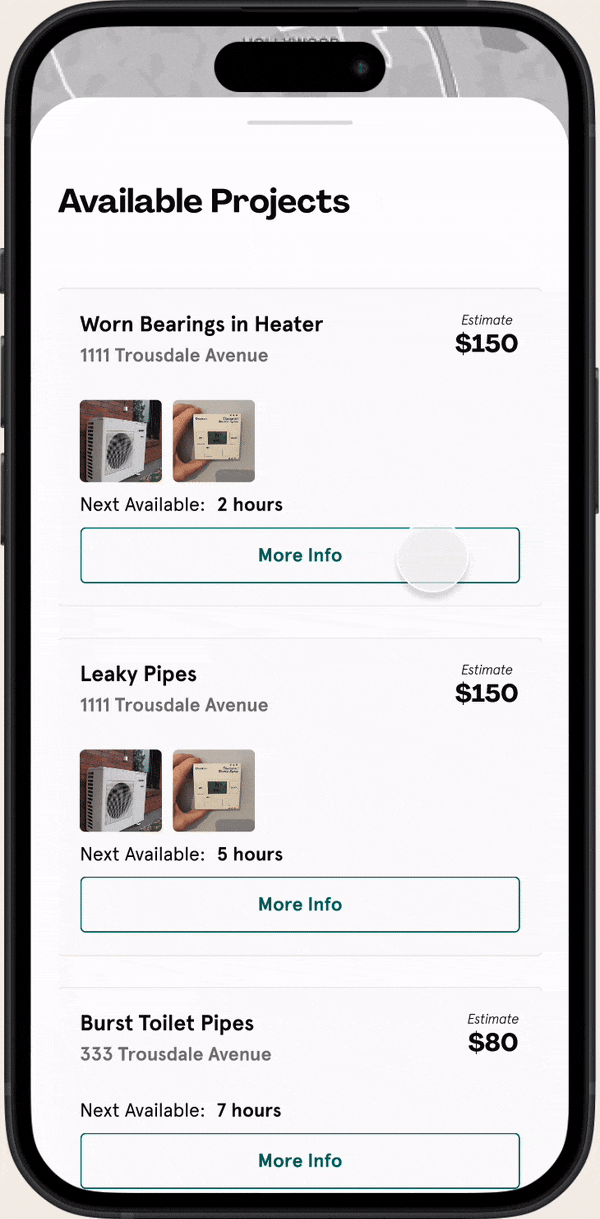 HOLLYWOOD
Available Projects
Worn Bearings in Heater
Estimate
1111 Trousdale Avenue
$150
Next Available: 2 hours
More Info
Leaky Pipes
Estimate
1111 Trousdale Avenue
$150
Next Available: 5 hours
More Info
Burst Toilet Pipes
Estimate
333 Trousdale Avenue
$80
Next Available: 7 hours
More Info